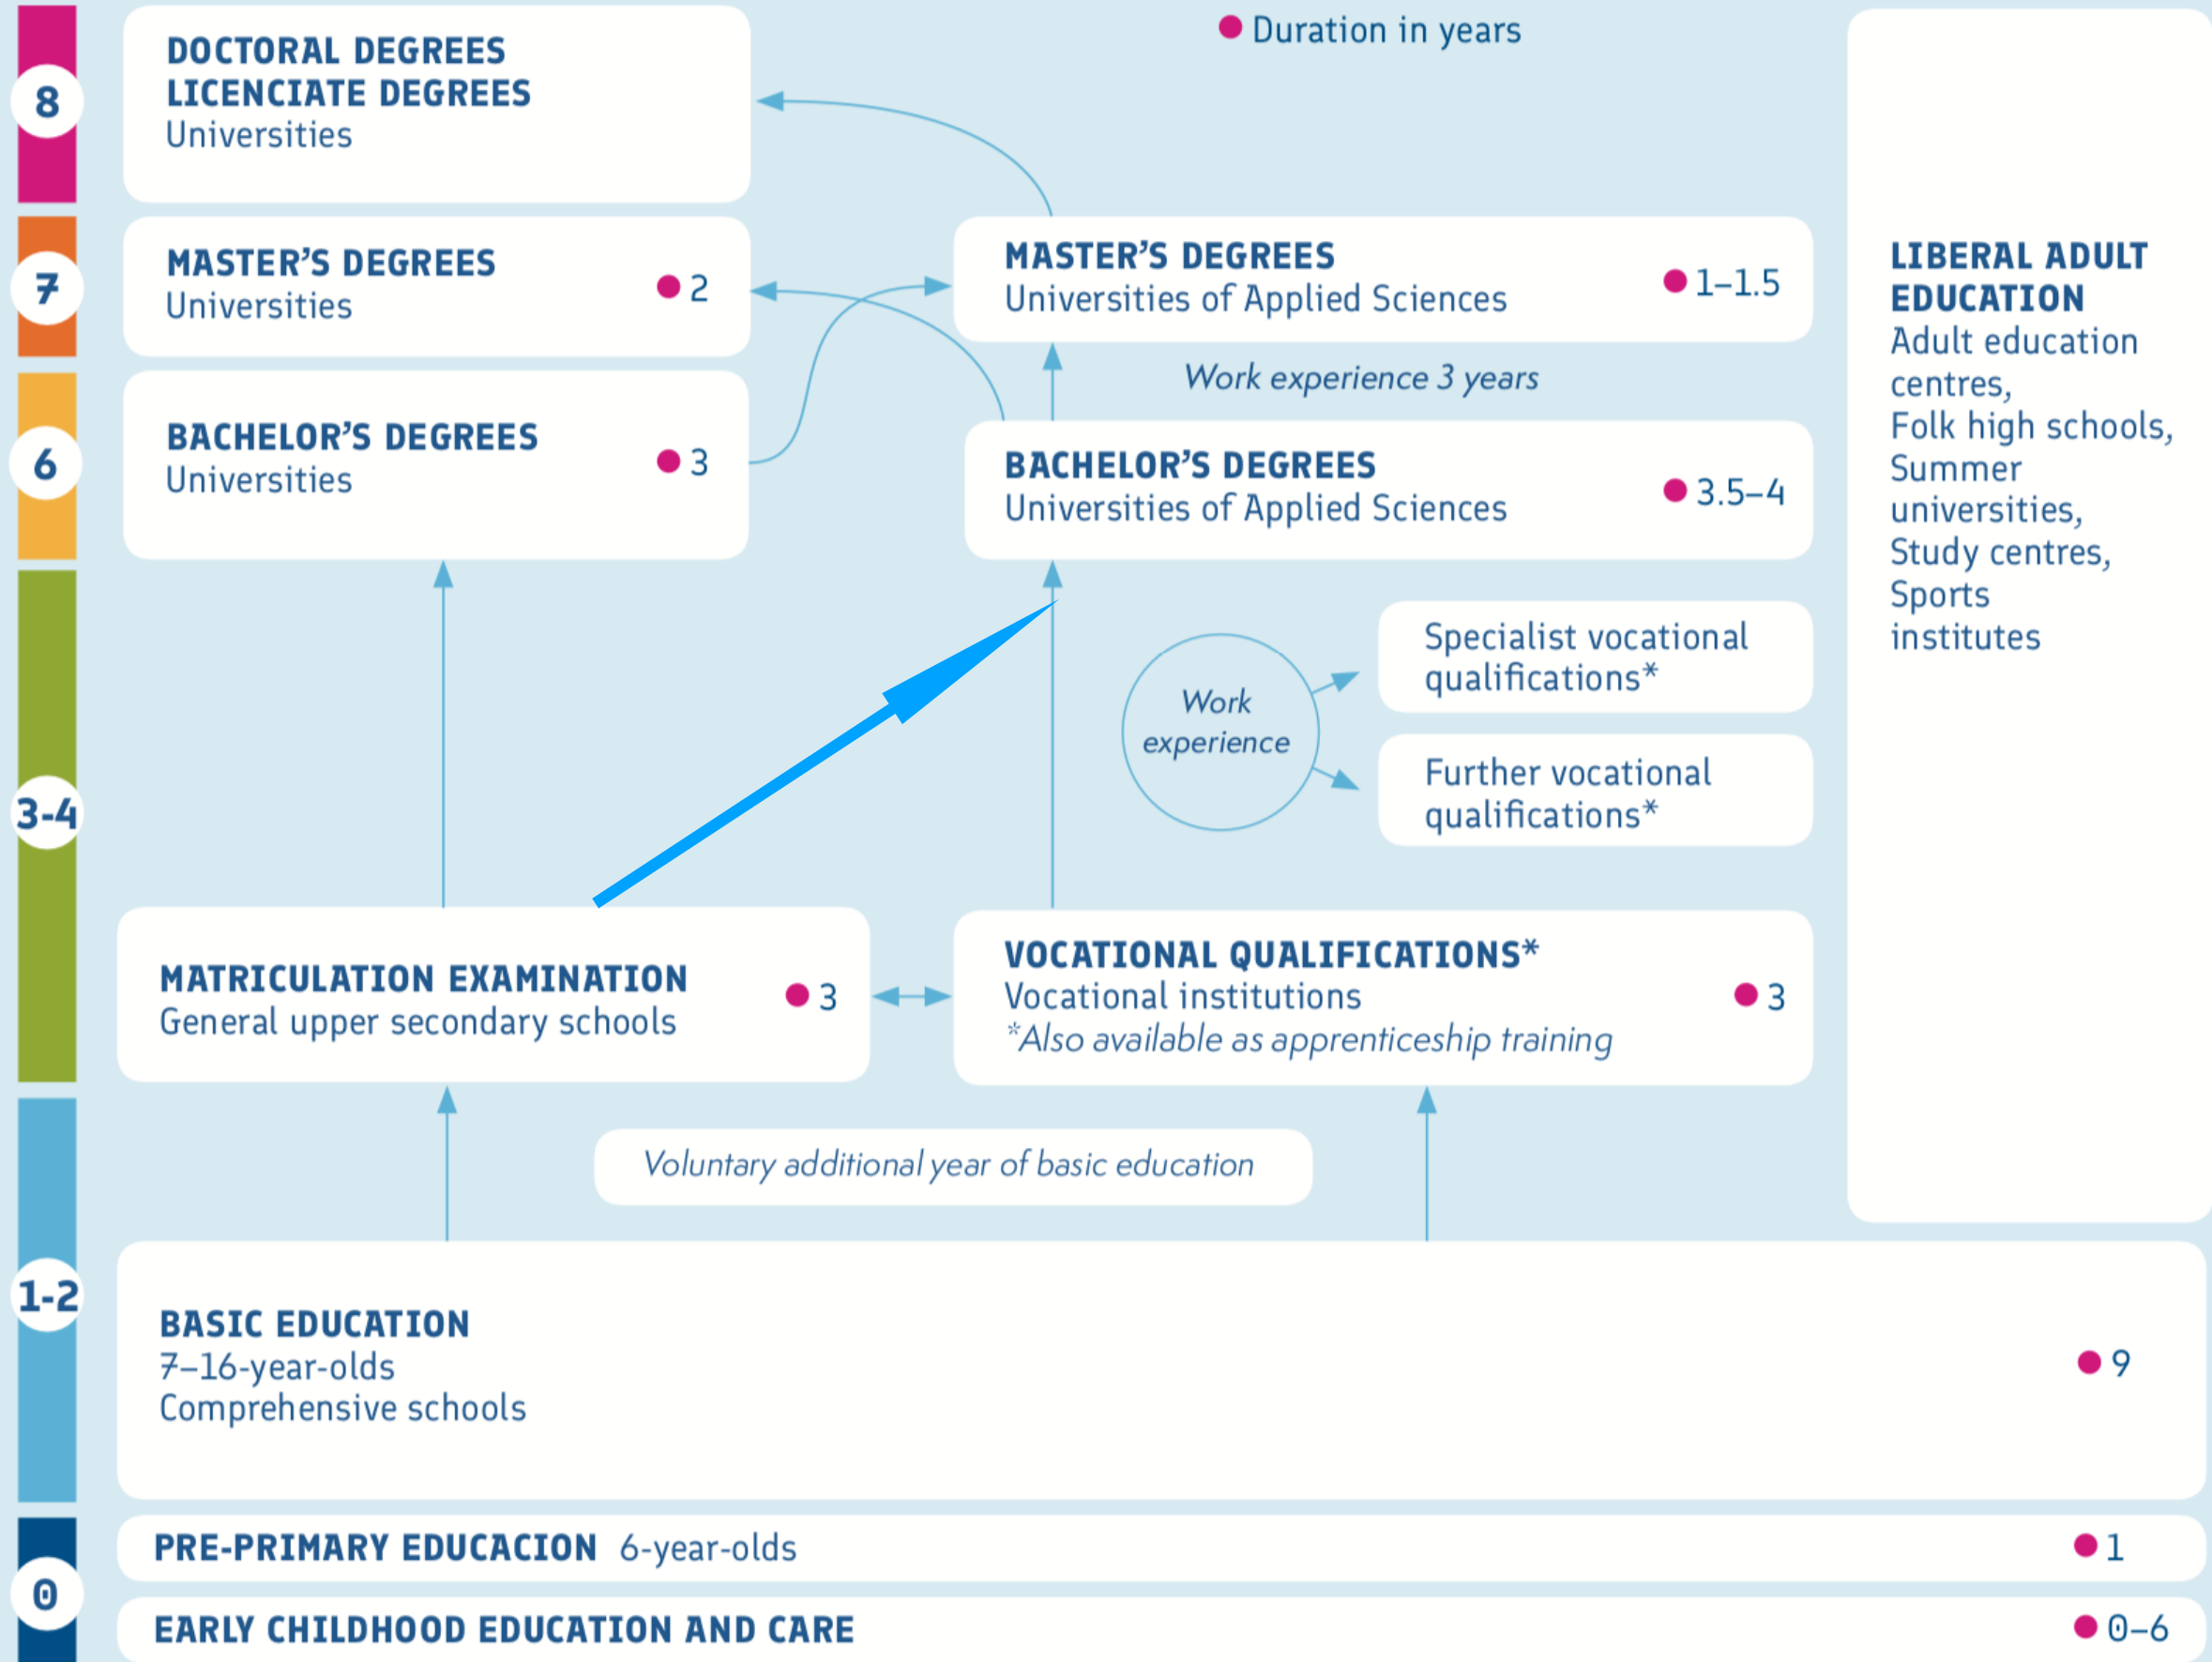 8
DOCTORAL DEGREES
LICENCIATE DEGREES
Universities
● Duration in years
7
MASTER’S DEGREES
Universities
● 2
MASTER’S DEGREES
Universities of Applied Sciences
● 1–1.5
Work experience 3 years
6
BACHELOR’S DEGREES
Universities
● 3
BACHELOR’S DEGREES
Universities of Applied Sciences
● 3.5–4
LIBERAL ADULT
EDUCATION
Adult education
centres,
Folk high schools,
Summer
universities,
Study centres,
Sports
institutes
3-4
Work
experience
Specialist vocational
qualifications*
Further vocational
qualifications*
MATRICULATION EXAMINATION
General upper secondary schools
● 3
VOCATIONAL QUALIFICATIONS*
Vocational institutions
*Also available as apprenticeship training
● 3
Voluntary additional year of basic education
1-2
BASIC EDUCATION
7–16-year-olds
Comprehensive schools
● 9
0
PRE-PRIMARY EDUCACION 6-year-olds
● 1
EARLY CHILDHOOD EDUCATION AND CARE
● 0–6